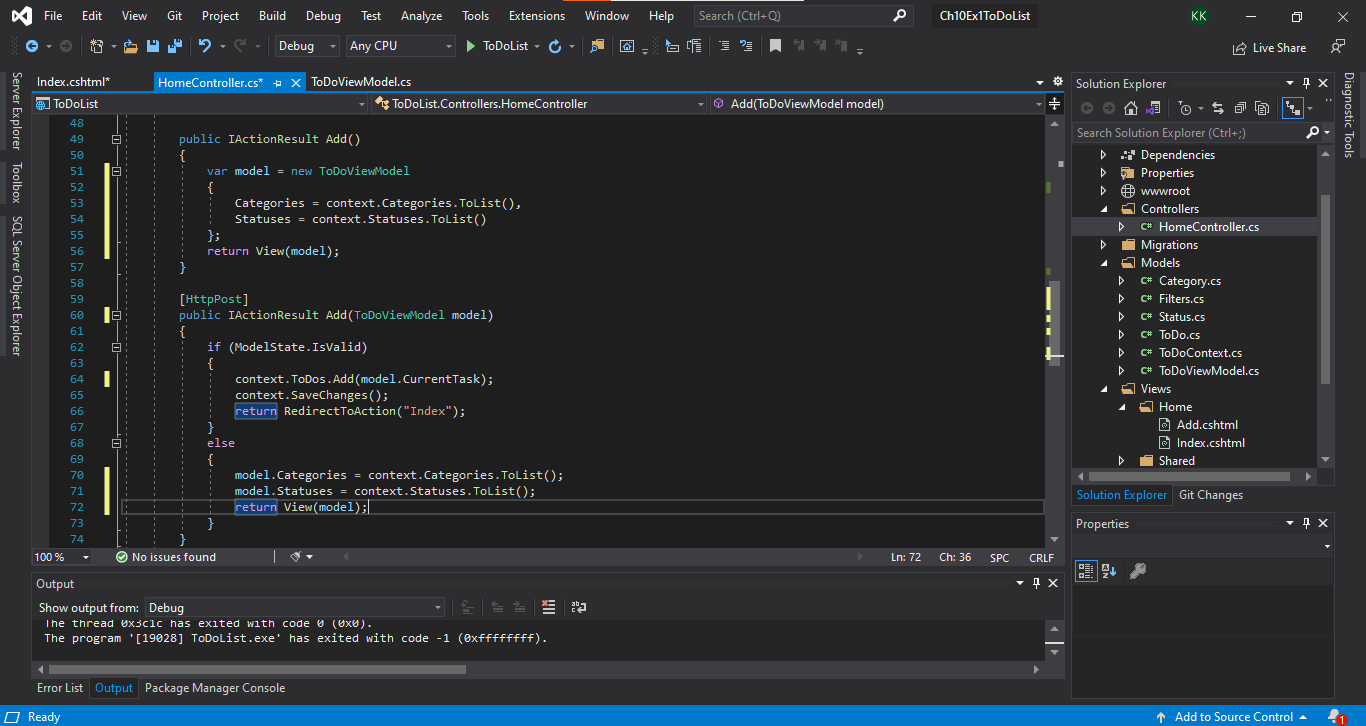 File Edit View Git Project Build Debug Test Analyze Tools Extensions Window Help Search (Ctrl+Q) Ch10Ex1ToDoList KK
Debug Any CPU ToDoList Live Share
Server Explorer
Toolbox
SQL Server Object Explorer
Index.cshtml* HomeController.cs* ToDoViewModel.cs
ToDoList ToDoList.Controllers.HomeController Add(ToDoViewModel model)
48
49 public IActionResult Add()
50 {
51 var model = new ToDoViewModel
52 {
53 Categories = context.Categories.ToList(),
54 Statuses = context.Statuses.ToList()
55 };
56 return View(model);
57 }
58
59 [HttpPost]
60 public IActionResult Add(ToDoViewModel model)
61 {
62 if (ModelState.IsValid)
63 {
64 context.ToDos.Add(model.CurrentTask);
65 context.SaveChanges();
66 return RedirectToAction("Index");
67 }
68 else
69 {
70 model.Categories = context.Categories.ToList();
71 model.Statuses = context.Statuses.ToList();
72 return View(model);
73 }
74 }
100 % No issues found Ln: 72 Ch: 36 SPC CRLF
Output
Show output from: Debug
The thread 0x3c1c has exited with code 0 (0x0).
The program '[19028] ToDoList.exe' has exited with code -1 (0xffffffff).
Error List Output Package Manager Console
Solution Explorer
Search Solution Explorer (Ctrl+;)
Dependencies
Properties
wwwroot
Controllers
C# HomeController.cs
Migrations
Models
C# Category.cs
C# Filters.cs
C# Status.cs
C# ToDo.cs
C# ToDoContext.cs
C# ToDoViewModel.cs
Views
Home
Add.cshtml
Index.cshtml
Shared
Solution Explorer Git Changes
Properties
Diagnostic Tools
Ready Add to Source Control 1